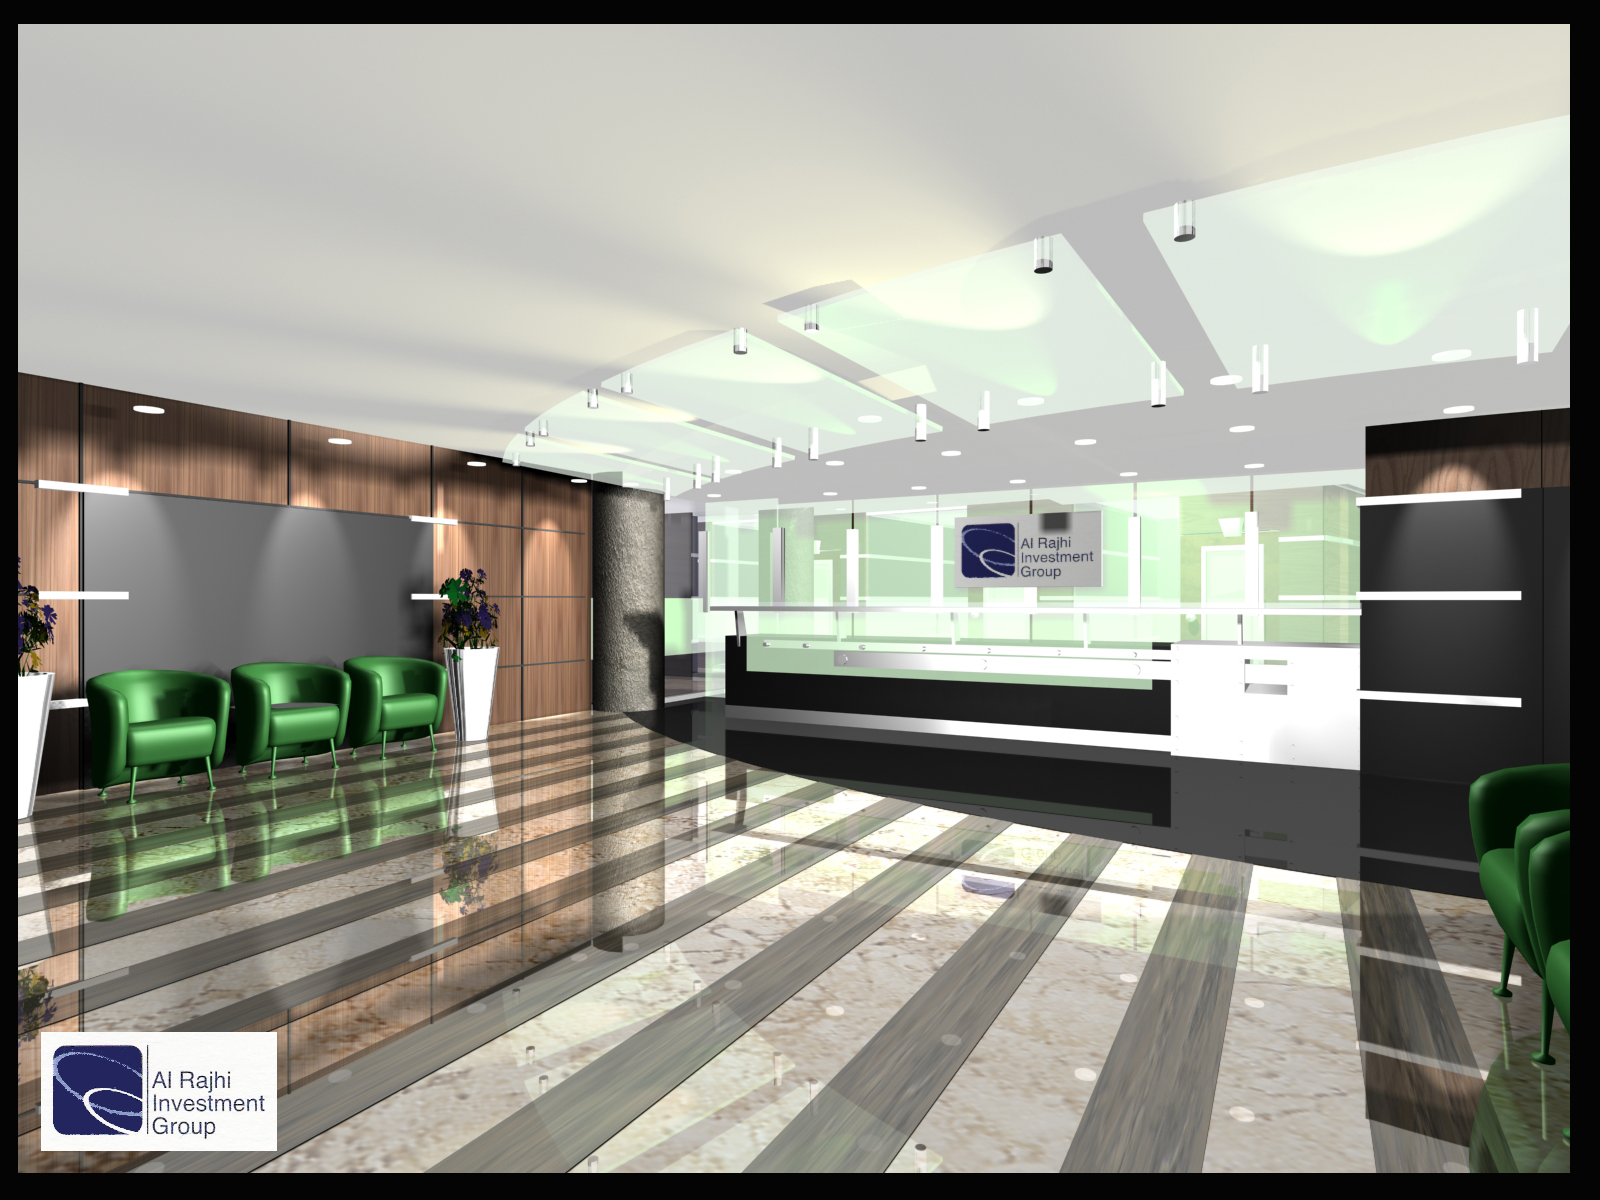 Al Rajhi
Investment
Group
Al Rajhi
Investment
Group